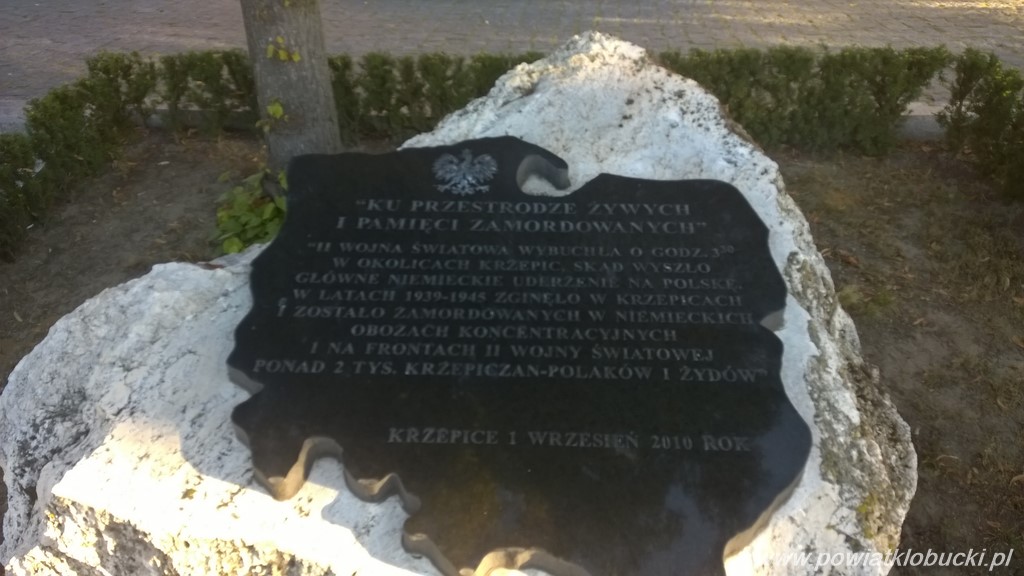 "KU PRZESTRODZE ŻYWYCH
I PAMIĘCI ZAMORDOWANYCH"
"II WOJNA ŚWIATOWA WYBUCHŁA O GODZ. 3³⁰
W OKOLICACH KRZEPIC, SKĄD WYSZŁO
GŁÓWNE NIEMIECKIE UDERZENIE NA POLSKĘ.
W LATACH 1939-1945 ZGINĘŁO W KRZEPICACH
I ZOSTAŁO ZAMORDOWANYCH W NIEMIECKICH
OBOZACH KONCENTRACYJNYCH
I NA FRONTACH II WOJNY ŚWIATOWEJ
PONAD 2 TYS. KRZEPICZAN-POLAKÓW I ŻYDÓW"
KRZEPICE 1 WRZESIEŃ 2010 ROK
www.powiatklobucki.pl